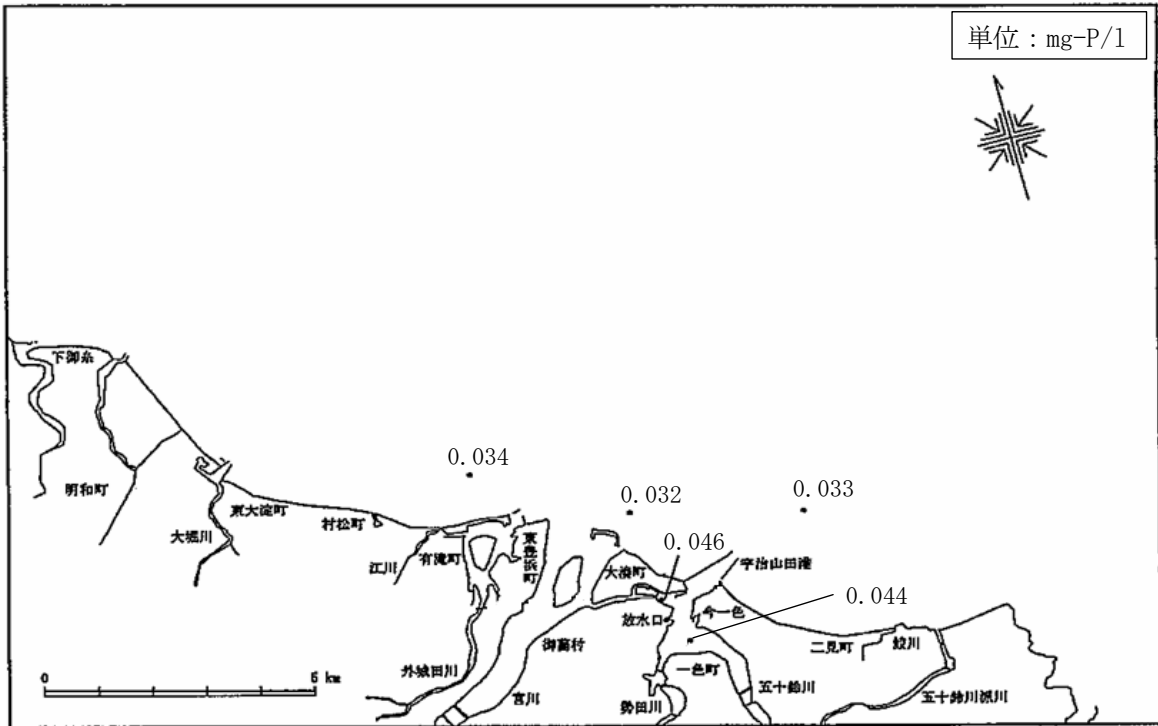 単位：mg-P/l
下御糸
0.034
0.032
0.033
明和町
東大淀町
村松町
大堀川
江川
有滝町
東豊浜町
大湊町
0.046
宇治山田港
0.044
放水口
今一色
御薗村
二見町
鮫川
外城田川
宮川
一色町
勢田川
五十鈴川
五十鈴川派川
0
5 km